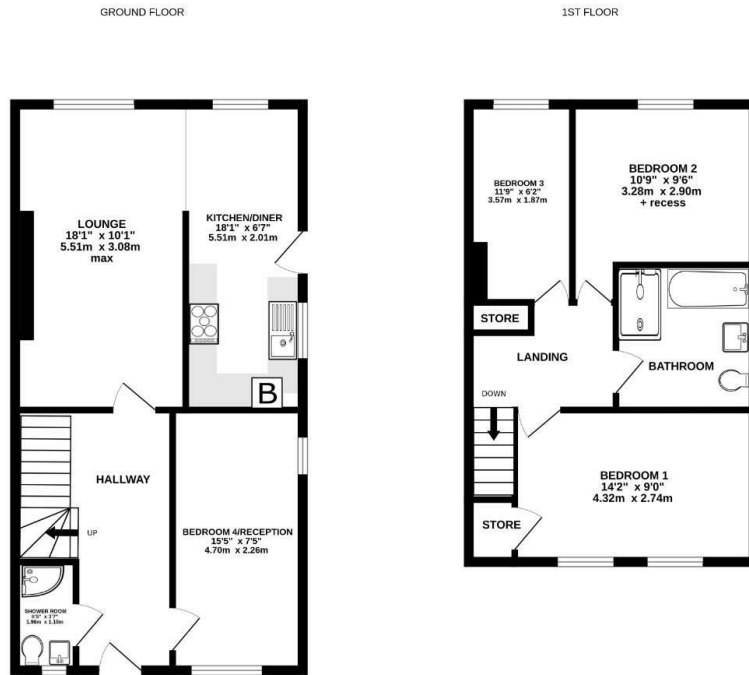 GROUND FLOOR
1ST FLOOR
LOUNGE
18'1" x 10'1"
5.51m x 3.08m
max
KITCHEN/DINER
18'1" x 6'7"
5.51m x 2.01m
B
HALLWAY
UP
BEDROOM 4/RECEPTION
15'5" x 7'5"
4.70m x 2.26m
SHOWER ROOM
BEDROOM 3
11'9" x 6'2"
3.57m x 1.87m
BEDROOM 2
10'9" x 9'6"
3.28m x 2.90m
+ recess
STORE
LANDING
BATHROOM
DOWN
BEDROOM 1
14'2" x 9'0"
4.32m x 2.74m
STORE